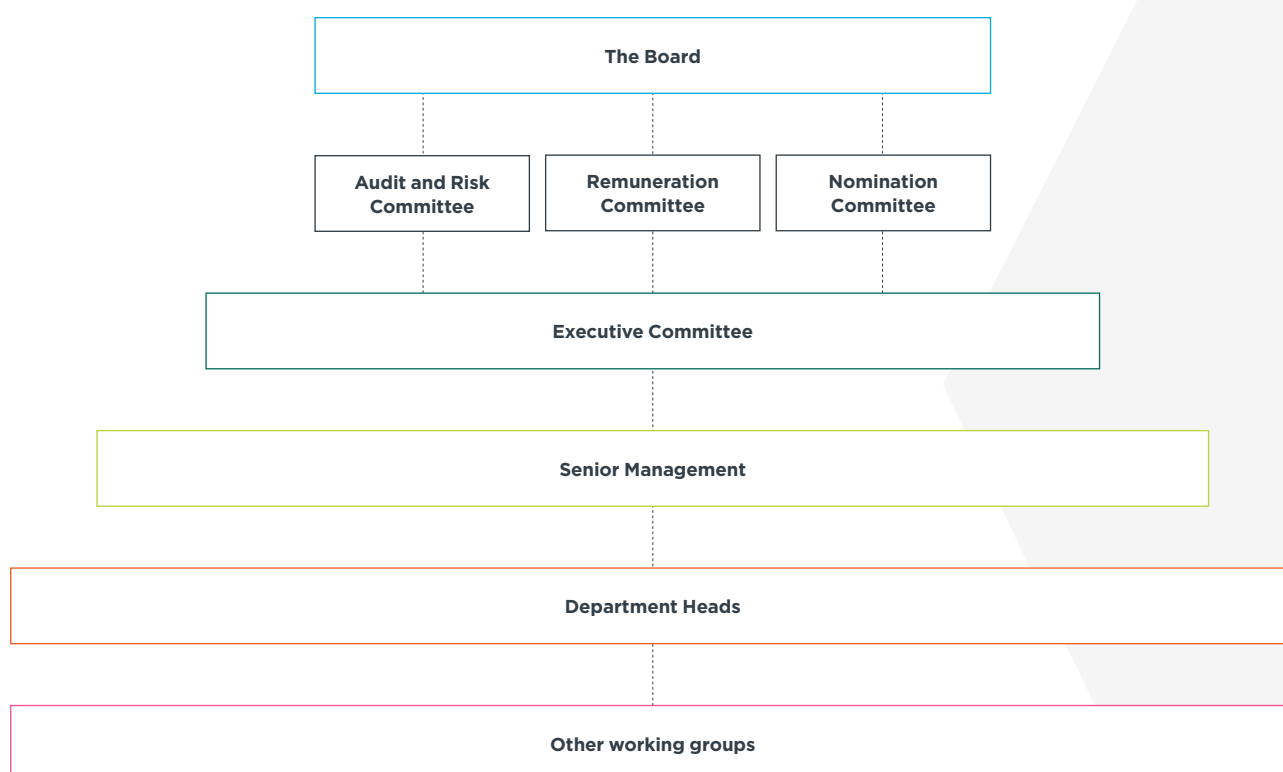 The Board
Audit and Risk
Committee
Remuneration
Committee
Nomination
Committee
Executive Committee
Senior Management
Department Heads
Other working groups